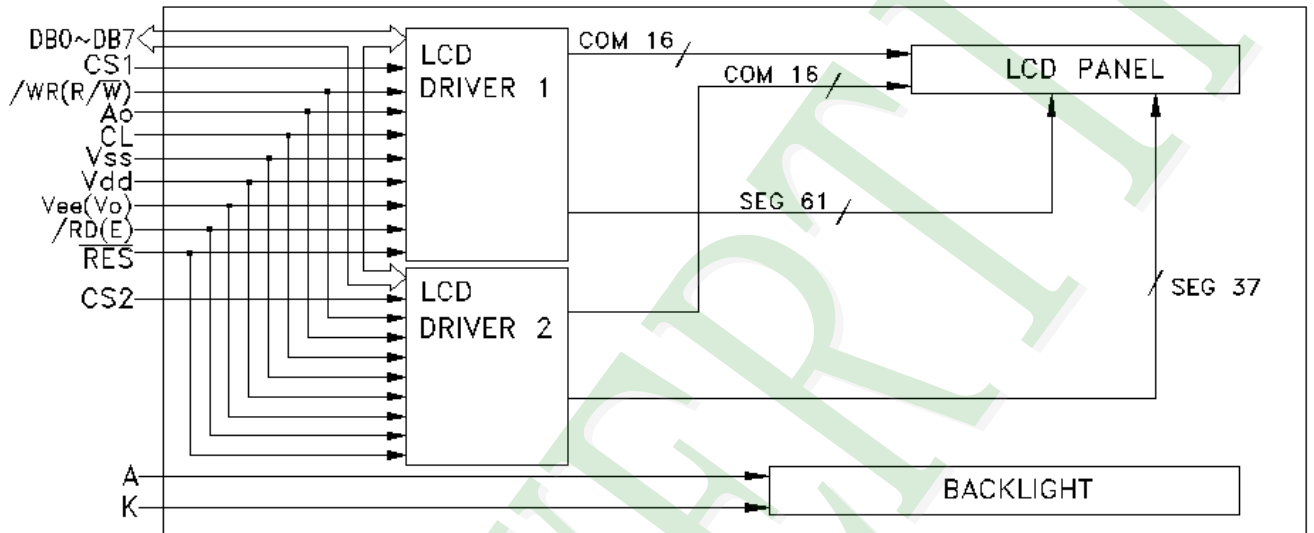 DB0~DB7
CS1
/WR(R/W̅)
Ao
CL
Vss
Vdd
Vee(Vo)
/RD(E)
R̅E̅S̅
CS2
A
K
LCD
DRIVER 1
LCD
DRIVER 2
COM 16
COM 16
SEG 61
SEG 37
LCD PANEL
BACKLIGHT